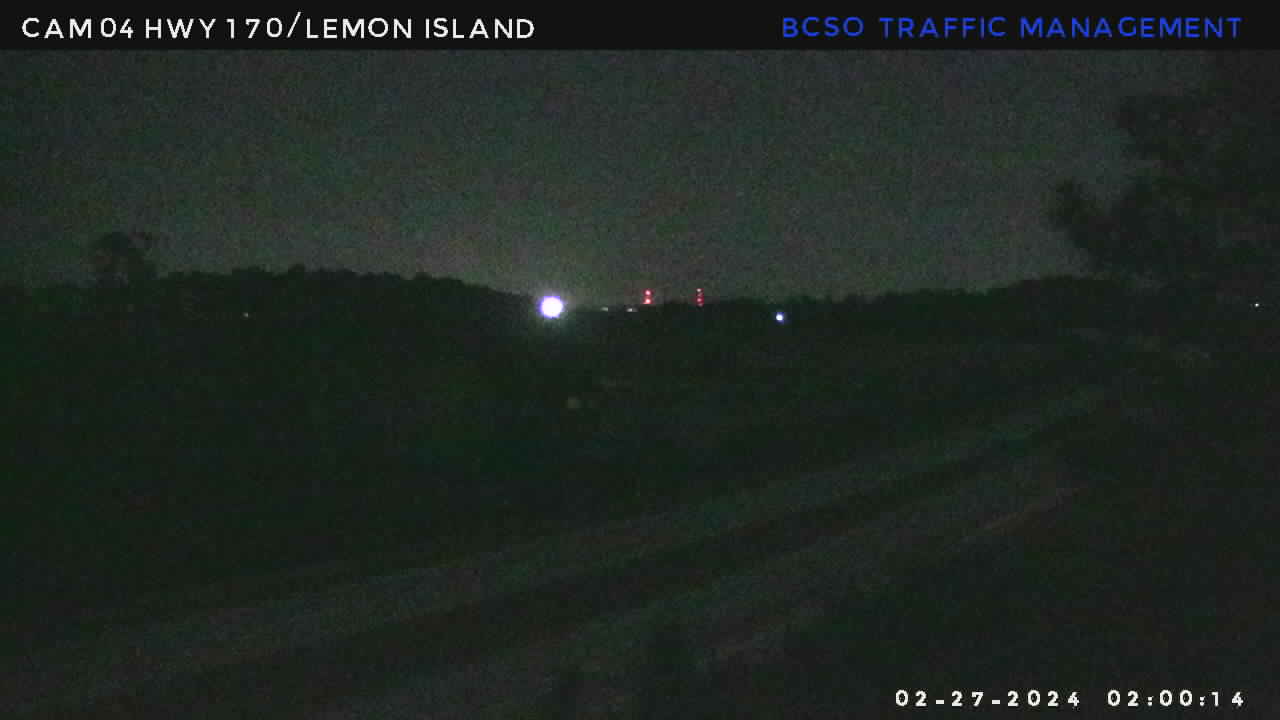 CAM04 HWY 170/LEMON ISLAND
BCSO TRAFFIC MANAGEMENT
02-27-2024 02:00:14